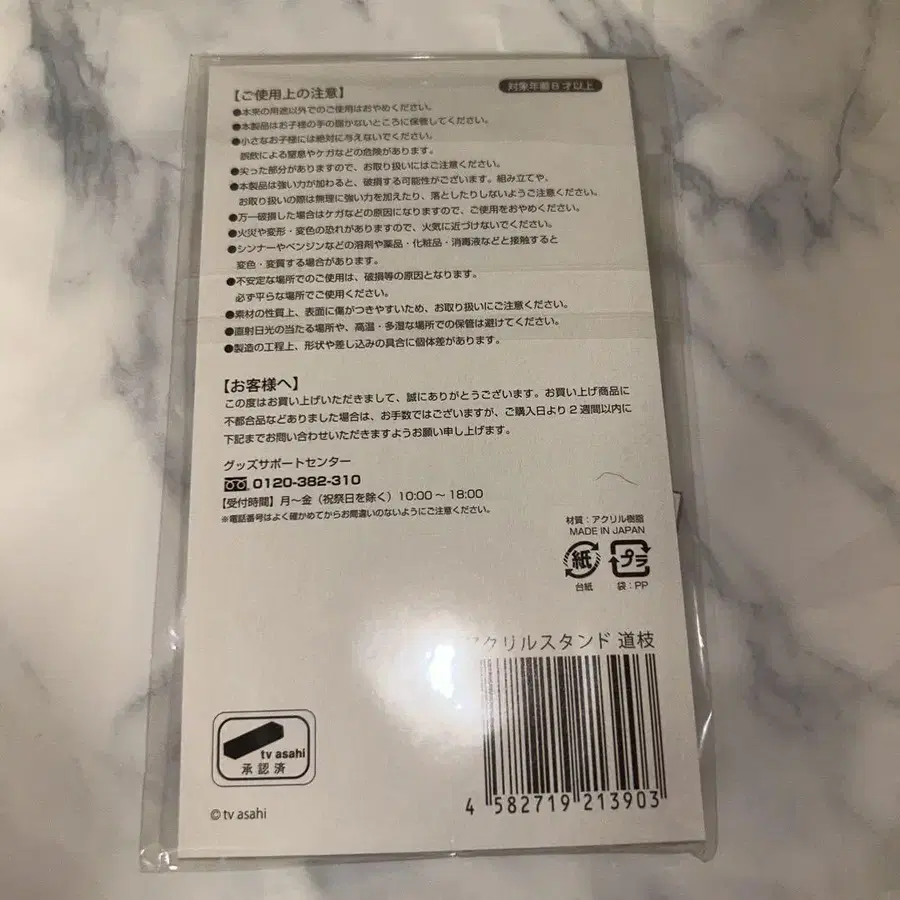 【ご使用上の注意】
対象年齢8才以上
●本来の用途以外でのご使用はおやめください。
●本製品はお子様の手の届かないところに保管してください。
●小さなお子様には絶対に与えないでください。
誤飲による窒息やケガなどの危険があります。
●尖った部分がありますので、お取り扱いにはご注意ください。
●本製品は強い力が加わると、破損する可能性がございます。組み立てや、
お取り扱いの際は無理に強い力を加えたり、落としたりしないようご注意ください。
●万一破損した場合はケガなどの原因になりますので、ご使用をおやめください。
●火災や変形・変色の恐れがありますので、火気に近づけないでください。
●シンナーやベンジンなどの溶剤や薬品・化粧品・消毒液などと接触すると
変色・変質する場合があります。
●不安定な場所でのご使用は、破損等の原因となります。
必ず平らな場所でご使用ください。
●素材の性質上、表面に傷がつきやすいため、お取り扱いにご注意ください。
●直射日光の当たる場所や、高温・多湿な場所での保管は避けてください。
●製造の工程上、形状や差し込みの具合に個体差があります。
【お客様へ】
この度はお買い上げいただきまして、誠にありがとうございます。お買い上げ商品に
不都合品などありました場合は、お手数ではございますが、ご購入日より2週間以内に
下記までお問い合わせいただきますようお願い申し上げます。
グッズサポートセンター
0120-382-310
【受付時間】月～金（祝祭日を除く）10:00～18:00
※電話番号はよく確かめてからお間違いのないようにご注意ください。
材質：アクリル樹脂
MADE IN JAPAN
紙 プラ
台紙 袋：PP
アクリルスタンド 道枝
tv asahi
承認済
4 582719 213903
© tv asahi